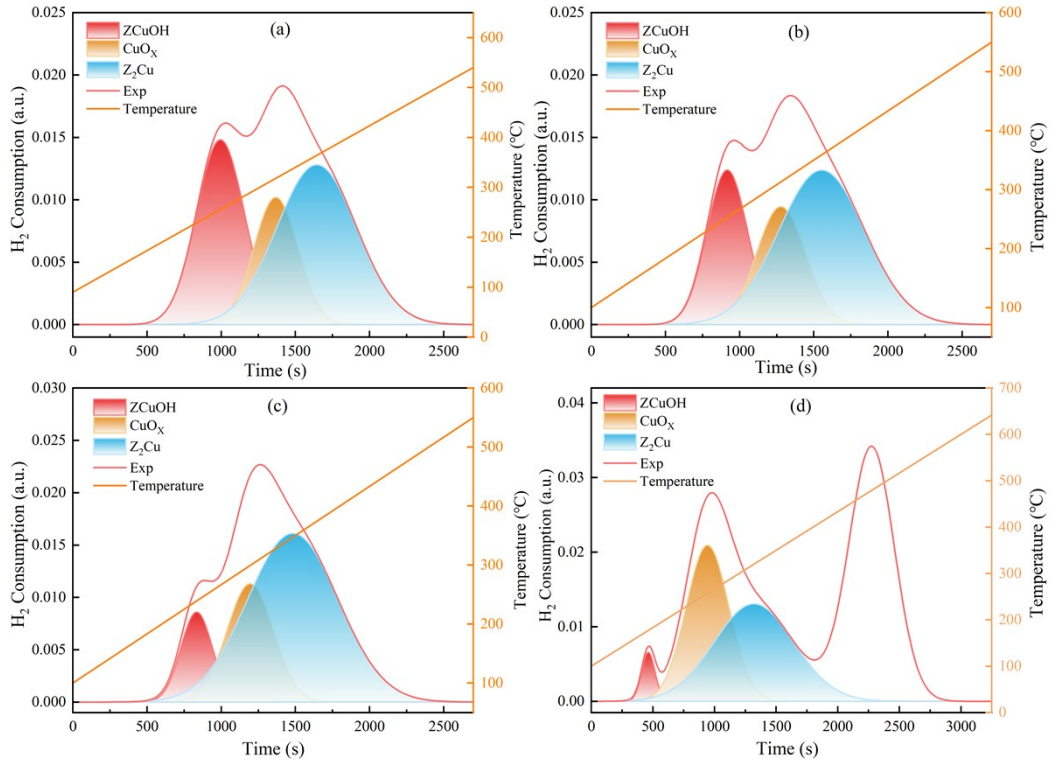 (a)
ZCuOH
CuOX
Z2Cu
Exp
Temperature
H2 Consumption (a.u.)
0.025
0.020
0.015
0.010
0.005
0.000
0 500 1000 1500 2000 2500
Time (s)
600
500
400
300
200
100
0
Temperature (℃)
(b)
ZCuOH
CuOX
Z2Cu
Exp
Temperature
H2 Consumption (a.u.)
0.025
0.020
0.015
0.010
0.005
0.000
0 500 1000 1500 2000 2500
Time (s)
600
500
400
300
200
100
Temperature (℃)
(c)
ZCuOH
CuOX
Z2Cu
Exp
Temperature
H2 Consumption (a.u.)
0.030
0.025
0.020
0.015
0.010
0.005
0.000
0 500 1000 1500 2000 2500
Time (s)
600
500
400
300
200
100
Temperature (℃)
(d)
ZCuOH
CuOX
Z2Cu
Exp
Temperature
H2 Consumption (a.u.)
0.04
0.03
0.02
0.01
0.00
0 500 1000 1500 2000 2500 3000
Time (s)
700
600
500
400
300
200
100
0
Temperature (℃)